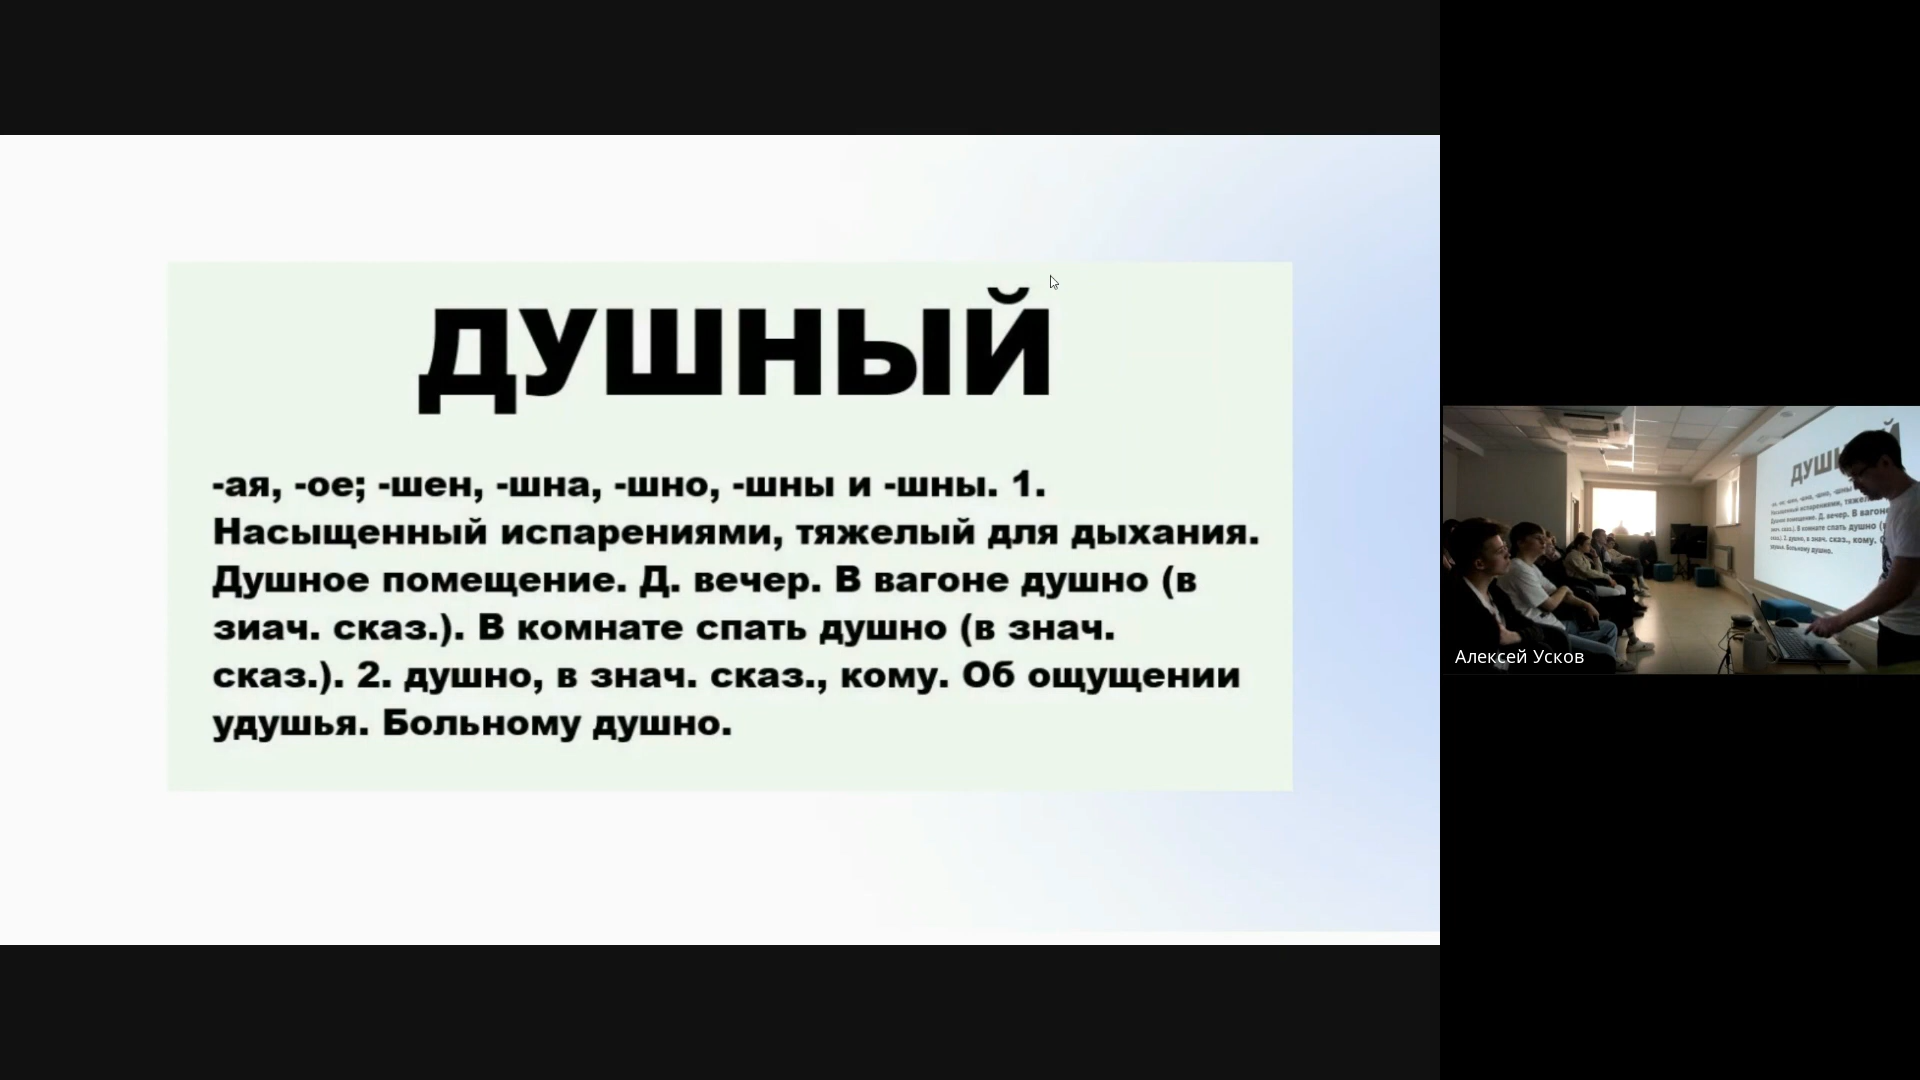 ДУШНЫЙ
-ая, -ое; -шен, -шна, -шно, -шны и -шны. 1.
Насыщенный испарениями, тяжелый для дыхания.
Душное помещение. Д. вечер. В вагоне душно (в
зиач. сказ.). В комнате спать душно (в знач.
сказ.). 2. душно, в знач. сказ., кому. Об ощущении
удушья. Больному душно.
Алексей Усков